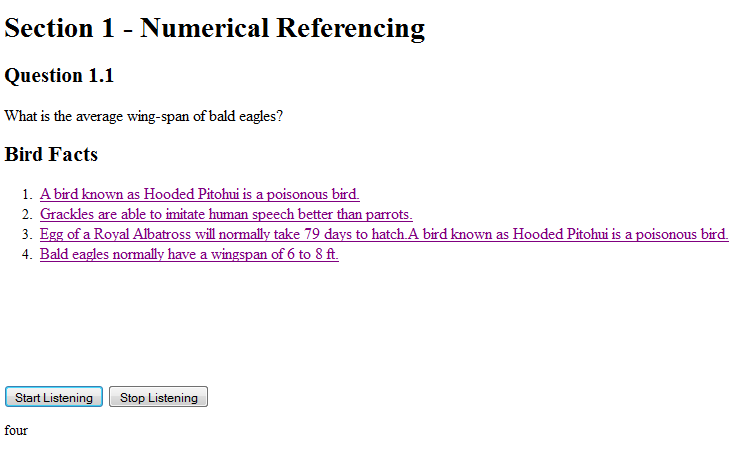 Section 1 - Numerical Referencing
Question 1.1
What is the average wing-span of bald eagles?
Bird Facts
1. A bird known as Hooded Pitohui is a poisonous bird.
2. Grackles are able to imitate human speech better than parrots.
3. Egg of a Royal Albatross will normally take 79 days to hatch.A bird known as Hooded Pitohui is a poisonous bird.
4. Bald eagles normally have a wingspan of 6 to 8 ft.
Start Listening Stop Listening
four